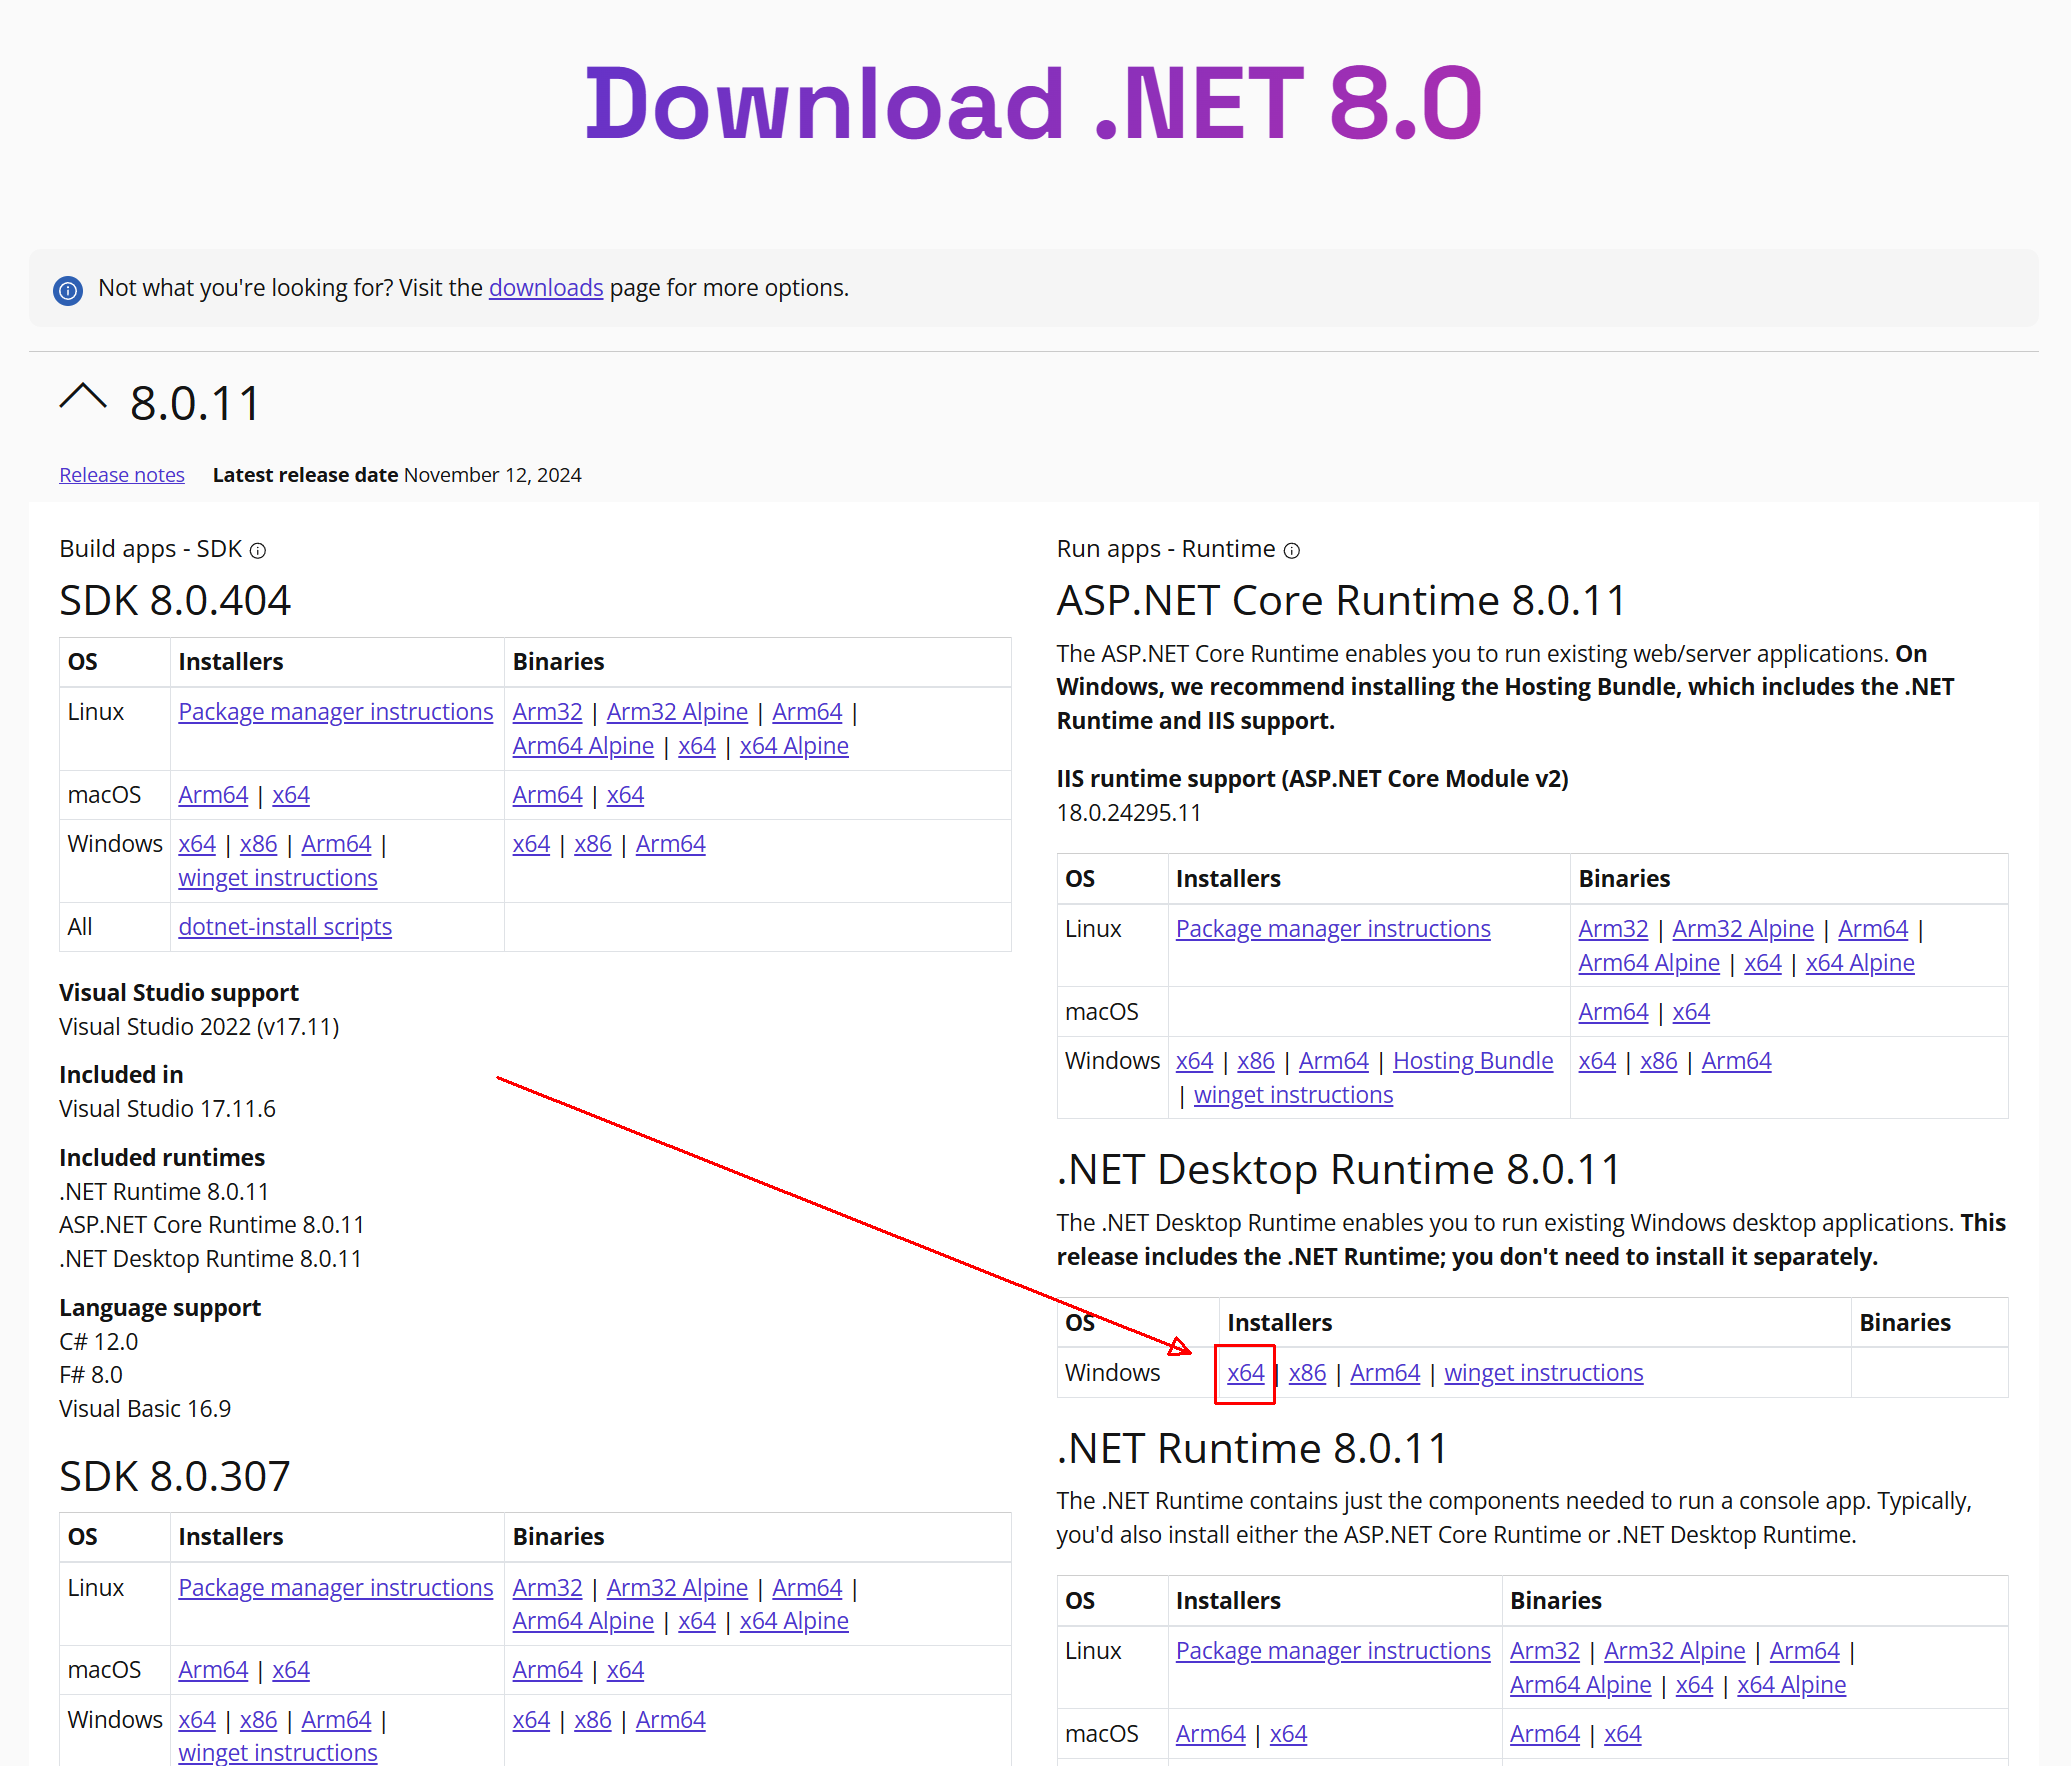 Download .NET 8.0
Not what you're looking for? Visit the downloads page for more options.
8.0.11
Release notes Latest release date November 12, 2024
Build apps - SDK
SDK 8.0.404
OS Installers Binaries
Linux Package manager instructions Arm32 | Arm32 Alpine | Arm64 |
Arm64 Alpine | x64 | x64 Alpine
macOS Arm64 | x64 Arm64 | x64
Windows x64 | x86 | Arm64 | x64 | x86 | Arm64
winget instructions
All dotnet-install scripts
Visual Studio support
Visual Studio 2022 (v17.11)
Included in
Visual Studio 17.11.6
Included runtimes
.NET Runtime 8.0.11
ASP.NET Core Runtime 8.0.11
.NET Desktop Runtime 8.0.11
Language support
C# 12.0
F# 8.0
Visual Basic 16.9
SDK 8.0.307
OS Installers Binaries
Linux Package manager instructions Arm32 | Arm32 Alpine | Arm64 |
Arm64 Alpine | x64 | x64 Alpine
macOS Arm64 | x64 Arm64 | x64
Windows x64 | x86 | Arm64 | x64 | x86 | Arm64
winget instructions
Run apps - Runtime
ASP.NET Core Runtime 8.0.11
The ASP.NET Core Runtime enables you to run existing web/server applications. On
Windows, we recommend installing the Hosting Bundle, which includes the .NET
Runtime and IIS support.
IIS runtime support (ASP.NET Core Module v2)
18.0.24295.11
OS Installers Binaries
Linux Package manager instructions Arm32 | Arm32 Alpine | Arm64 |
Arm64 Alpine | x64 | x64 Alpine
macOS Arm64 | x64
Windows x64 | x86 | Arm64 | Hosting Bundle x64 | x86 | Arm64
| winget instructions
.NET Desktop Runtime 8.0.11
The .NET Desktop Runtime enables you to run existing Windows desktop applications. This
release includes the .NET Runtime; you don't need to install it separately.
OS Installers Binaries
Windows x64 | x86 | Arm64 | winget instructions
.NET Runtime 8.0.11
The .NET Runtime contains just the components needed to run a console app. Typically,
you'd also install either the ASP.NET Core Runtime or .NET Desktop Runtime.
OS Installers Binaries
Linux Package manager instructions Arm32 | Arm32 Alpine | Arm64 |
Arm64 Alpine | x64 | x64 Alpine
macOS Arm64 | x64 Arm64 | x64